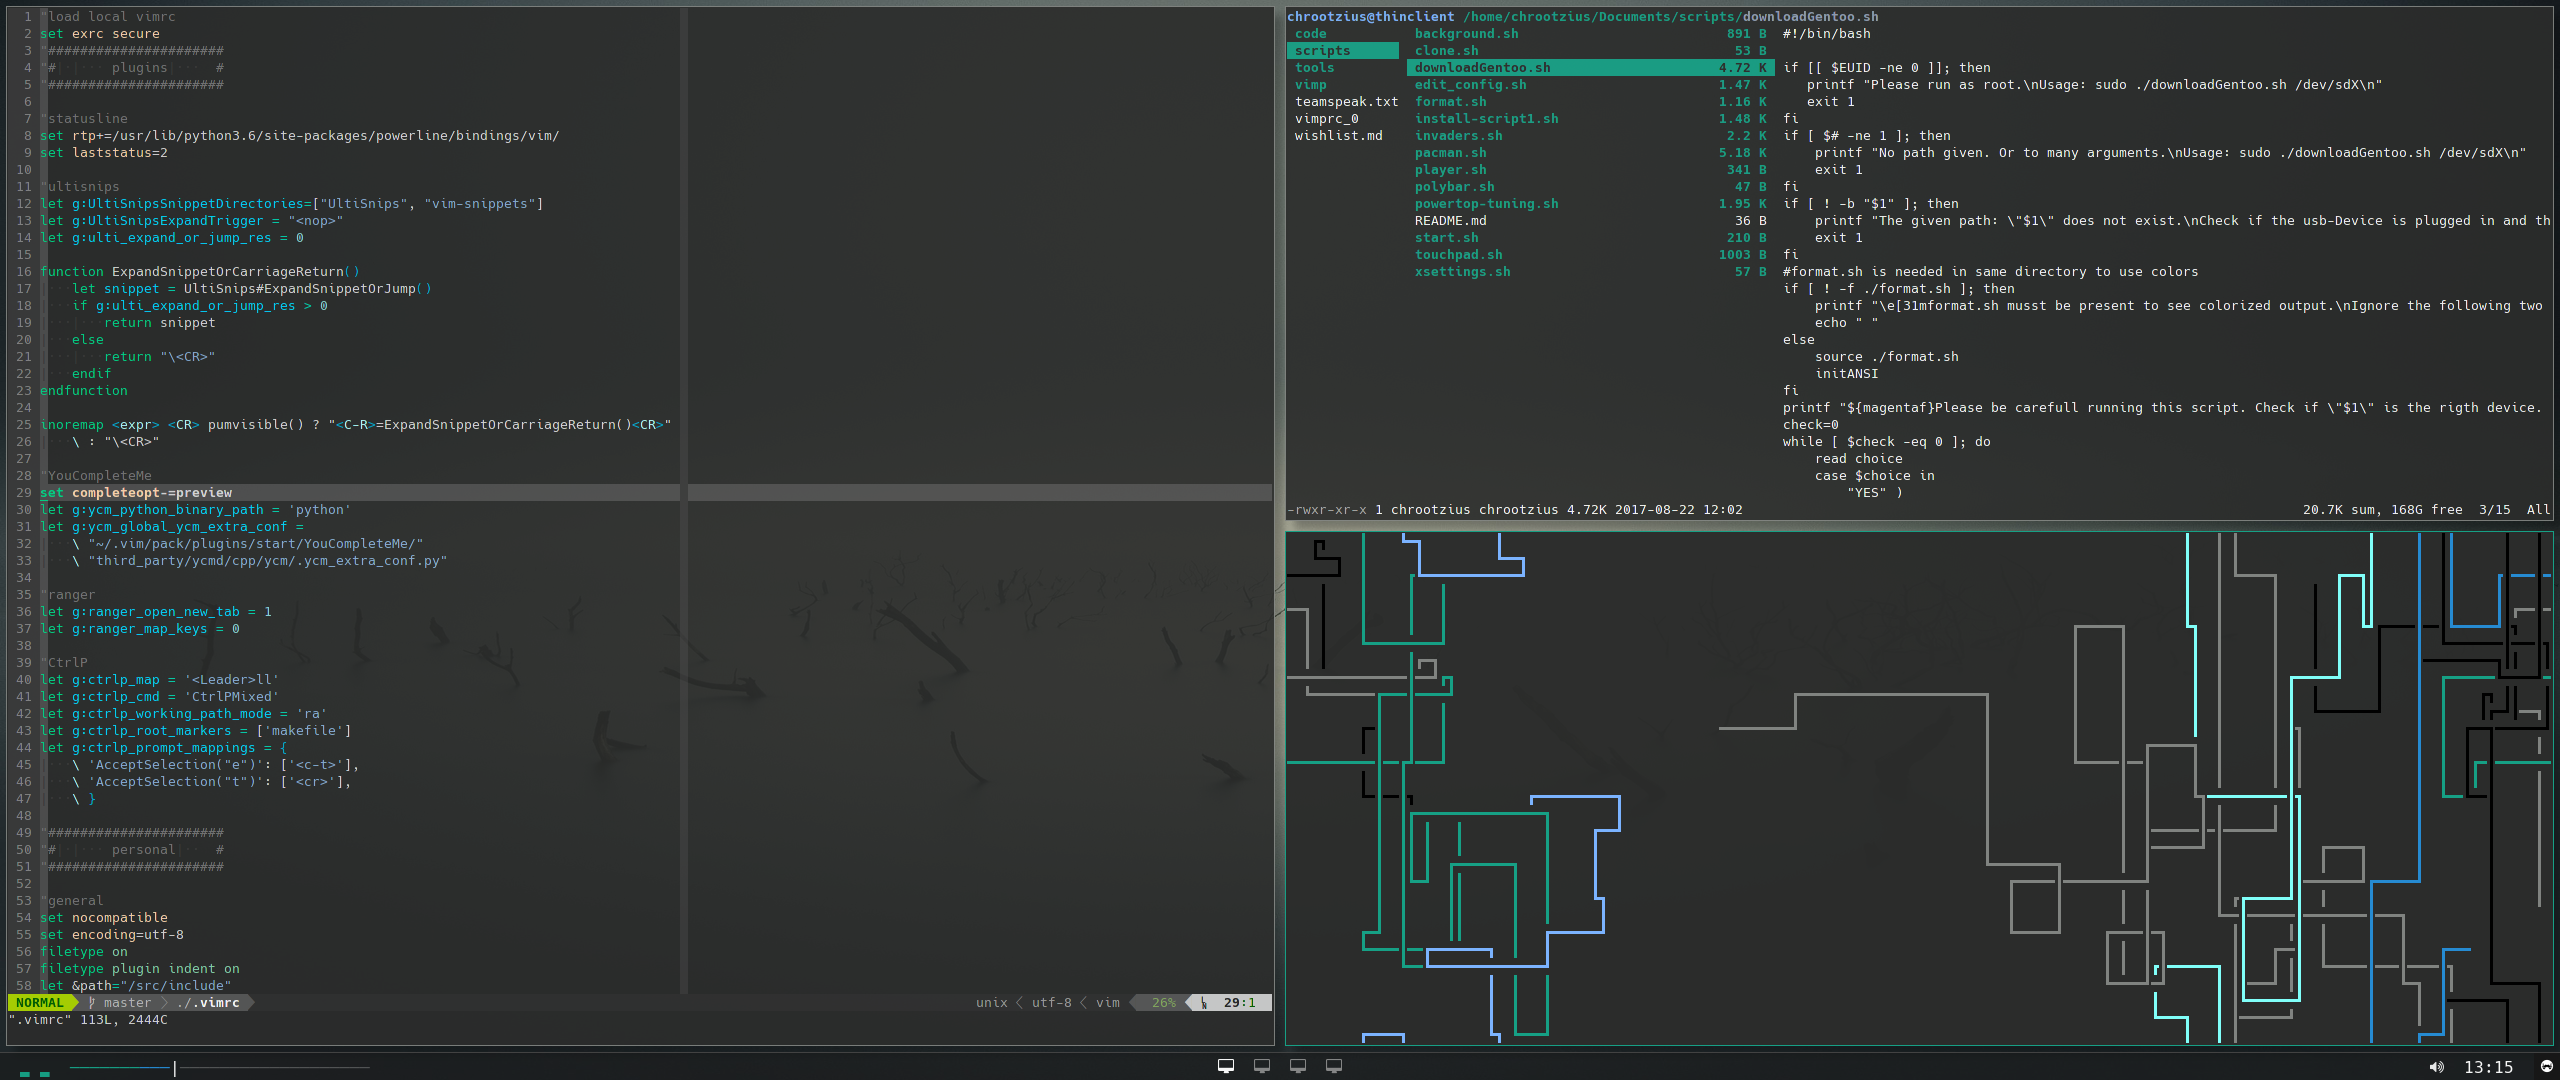 1 "load local vimrc
2 set exrc secure
3 "######################
4 "# plugins #
5 "######################
6
7 "statusline
8 set rtp+=/usr/lib/python3.6/site-packages/powerline/bindings/vim/
9 set laststatus=2
10
11 "ultisnips
12 let g:UltiSnipsSnippetDirectories=["UltiSnips", "vim-snippets"]
13 let g:UltiSnipsExpandTrigger = "<nop>"
14 let g:ulti_expand_or_jump_res = 0
15
16 function ExpandSnippetOrCarriageReturn()
17 let snippet = UltiSnips#ExpandSnippetOrJump()
18 if g:ulti_expand_or_jump_res > 0
19 return snippet
20 else
21 return "\<CR>"
22 endif
23 endfunction
24
25 inoremap <expr> <CR> pumvisible() ? "<C-R>=ExpandSnippetOrCarriageReturn()<CR>"
26 \ : "\<CR>"
27
28 "YouCompleteMe
29 set completeopt-=preview
30 let g:ycm_python_binary_path = 'python'
31 let g:ycm_global_ycm_extra_conf =
32 \ "~/.vim/pack/plugins/start/YouCompleteMe/"
33 \ "third_party/ycmd/cpp/ycm/.ycm_extra_conf.py"
34
35 "ranger
36 let g:ranger_open_new_tab = 1
37 let g:ranger_map_keys = 0
38
39 "CtrlP
40 let g:ctrlp_map = '<Leader>ll'
41 let g:ctrlp_cmd = 'CtrlPMixed'
42 let g:ctrlp_working_path_mode = 'ra'
43 let g:ctrlp_root_markers = ['makefile']
44 let g:ctrlp_prompt_mappings = {
45 \ 'AcceptSelection("e")': ['<c-t>'],
46 \ 'AcceptSelection("t")': ['<cr>'],
47 \ }
48
49 "######################
50 "# personal #
51 "######################
52
53 "general
54 set nocompatible
55 set encoding=utf-8
56 filetype on
57 filetype plugin indent on
58 let &path="/src/include"
NORMAL master ./.vimrc unix utf-8 vim 26% 29:1
".vimrc" 113L, 2444C
chrootzius@thinclient /home/chrootzius/Documents/scripts/downloadGentoo.sh
code
scripts
tools
vimp
teamspeak.txt
vimprc_0
wishlist.md
background.sh 891 B
clone.sh 53 B
downloadGentoo.sh 4.72 K
edit_config.sh 1.47 K
format.sh 1.16 K
install-script1.sh 1.48 K
invaders.sh 2.2 K
pacman.sh 5.18 K
player.sh 341 B
polybar.sh 47 B
powertop-tuning.sh 1.95 K
README.md 36 B
start.sh 210 B
touchpad.sh 1003 B
xsettings.sh 57 B
#!/bin/bash
if [[ $EUID -ne 0 ]]; then
printf "Please run as root.\nUsage: sudo ./downloadGentoo.sh /dev/sdX\n"
exit 1
fi
if [ $# -ne 1 ]; then
printf "No path given. Or to many arguments.\nUsage: sudo ./downloadGentoo.sh /dev/sdX\n"
exit 1
fi
if [ ! -b "$1" ]; then
printf "The given path: \"$1\" does not exist.\nCheck if the usb-Device is plugged in and th
exit 1
fi
#format.sh is needed in same directory to use colors
if [ ! -f ./format.sh ]; then
printf "\e[31mformat.sh musst be present to see colorized output.\nIgnore the following two
echo " "
else
source ./format.sh
initANSI
fi
printf "${magentaf}Please be carefull running this script. Check if \"$1\" is the rigth device.
check=0
while [ $check -eq 0 ]; do
read choice
case $choice in
"YES" )
-rwxr-xr-x 1 chrootzius chrootzius 4.72K 2017-08-22 12:02 20.7K sum, 168G free 3/15 All
13:15